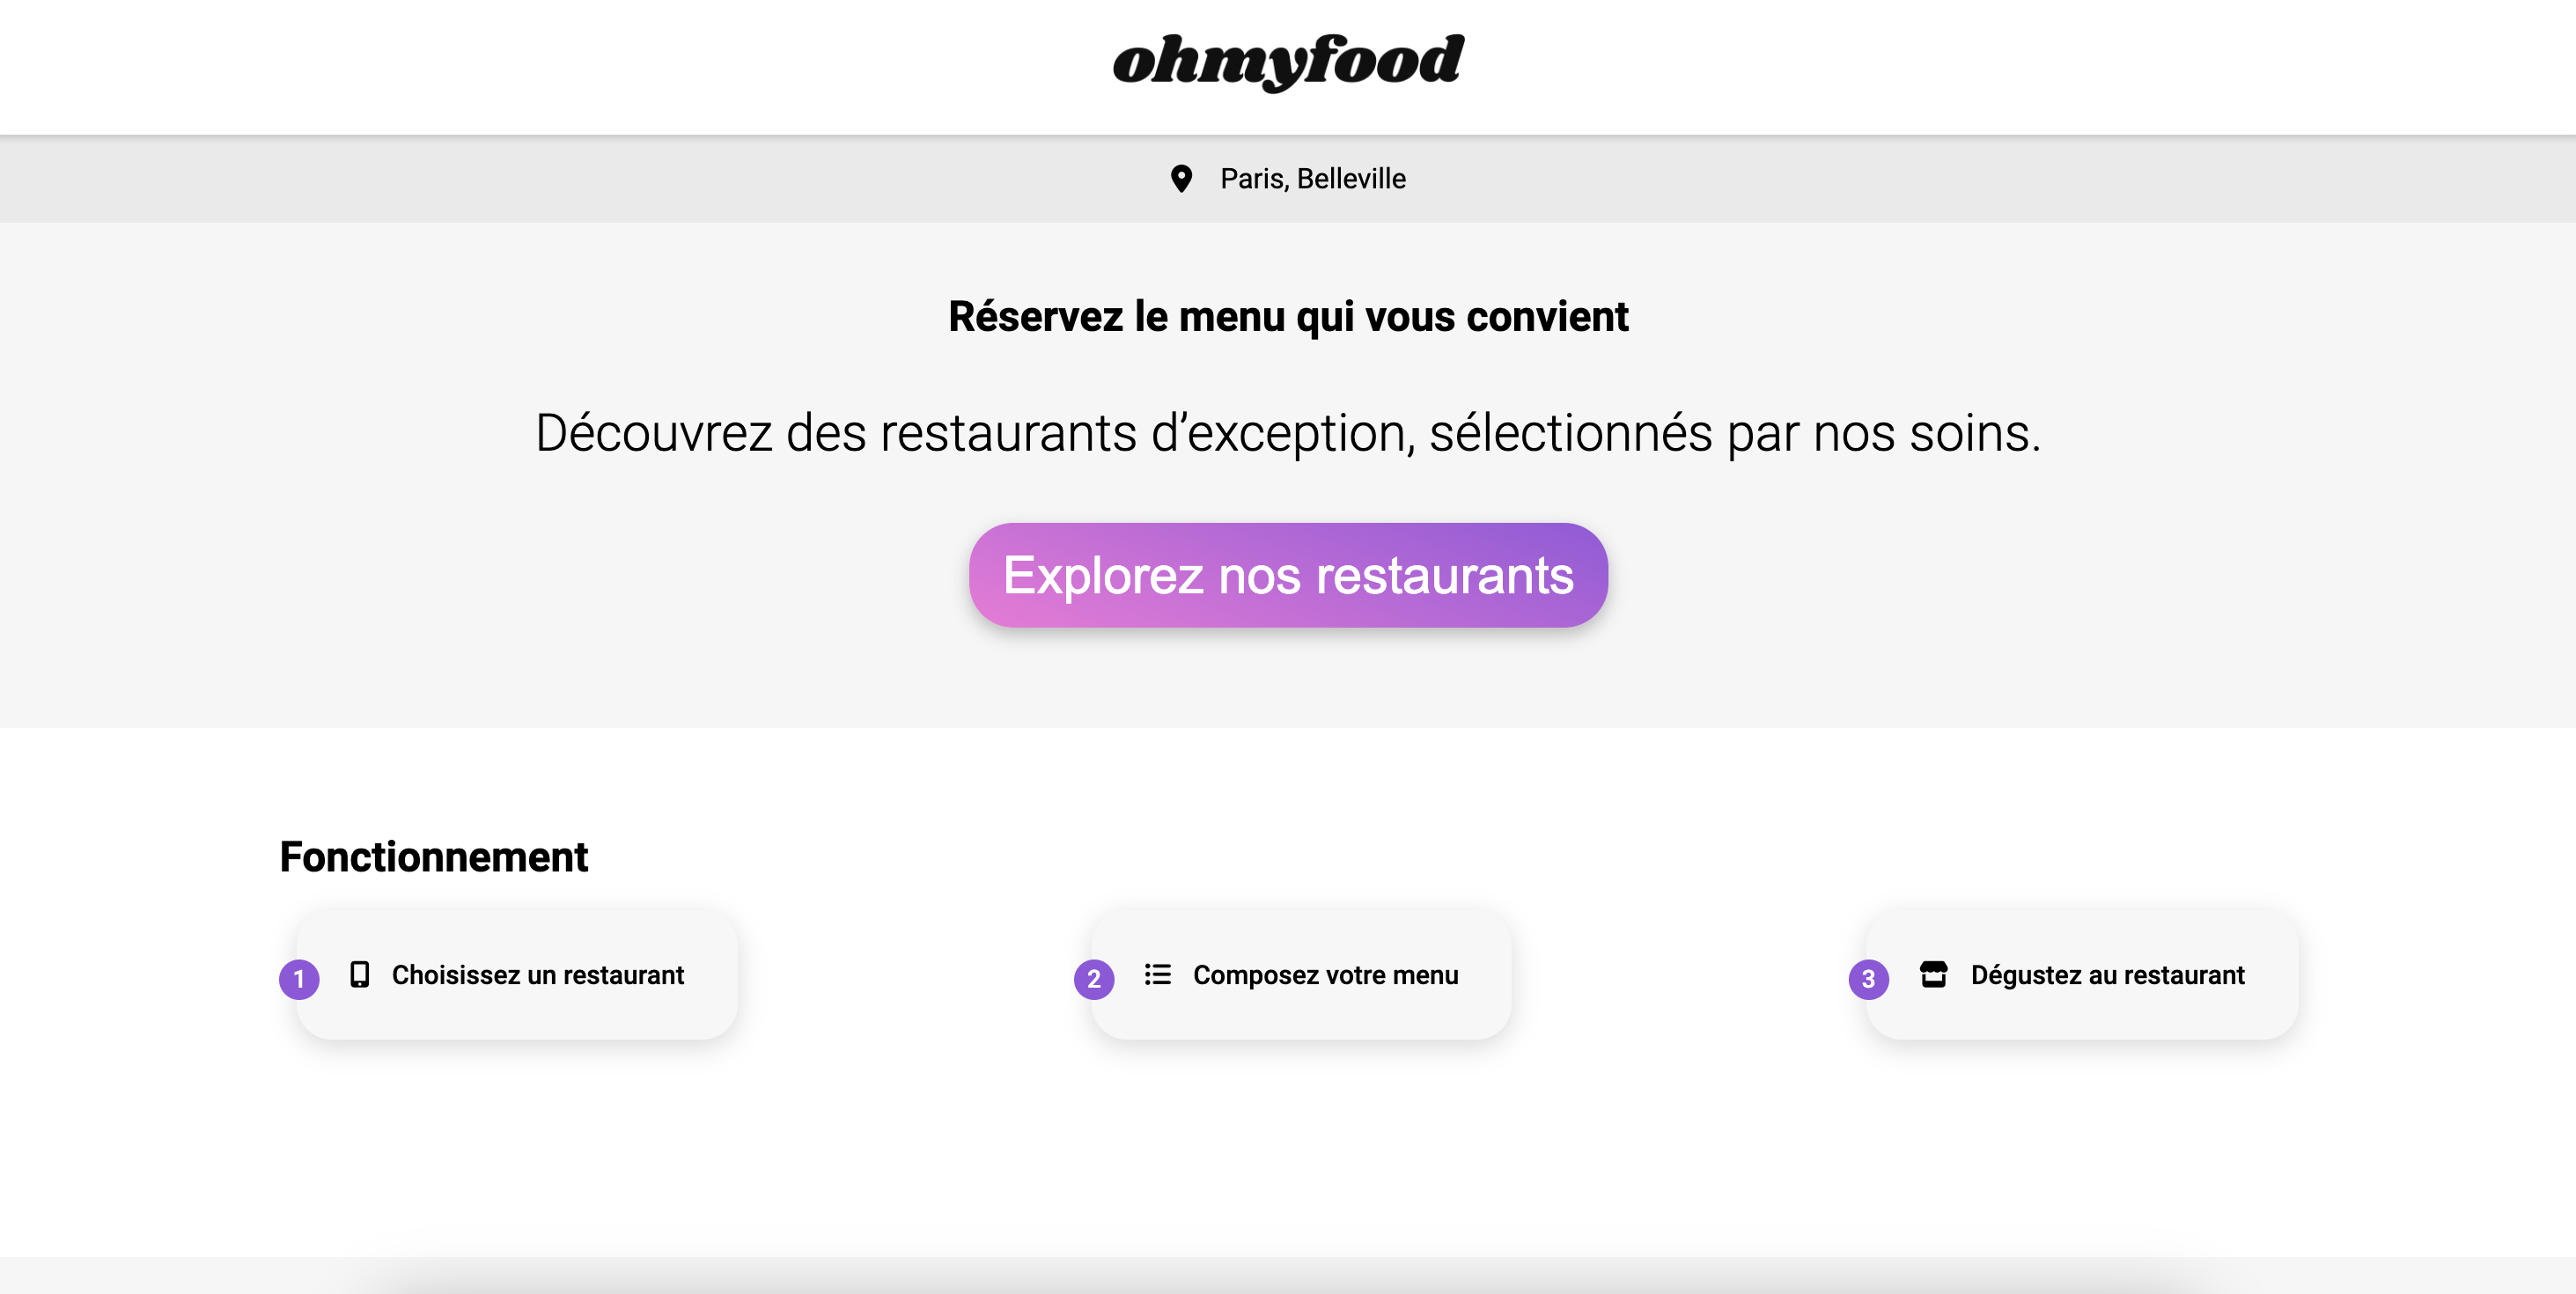 ohmyfood
Paris, Belleville
Réservez le menu qui vous convient
Découvrez des restaurants d’exception, sélectionnés par nos soins.
Explorez nos restaurants
Fonctionnement
1 Choisissez un restaurant
2 Composez votre menu
3 Dégustez au restaurant